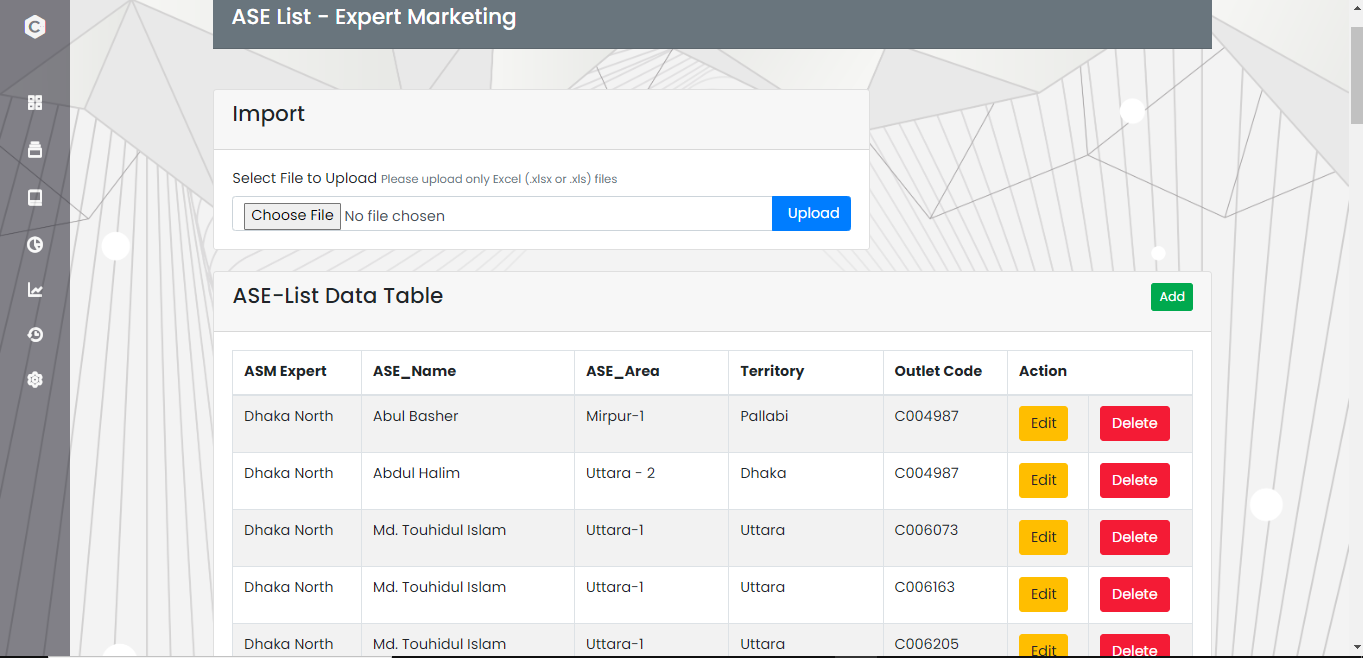 C
ASE List - Expert Marketing
Import
Select File to Upload Please upload only Excel (.xlsx or .xls) files
Choose File No file chosen Upload
ASE-List Data Table Add
ASM Expert ASE_Name ASE_Area Territory Outlet Code Action
Dhaka North Abul Basher Mirpur-1 Pallabi C004987 Edit Delete
Dhaka North Abdul Halim Uttara - 2 Dhaka C004987 Edit Delete
Dhaka North Md. Touhidul Islam Uttara-1 Uttara C006073 Edit Delete
Dhaka North Md. Touhidul Islam Uttara-1 Uttara C006163 Edit Delete
Dhaka North Md. Touhidul Islam Uttara-1 Uttara C006205 Edit Delete